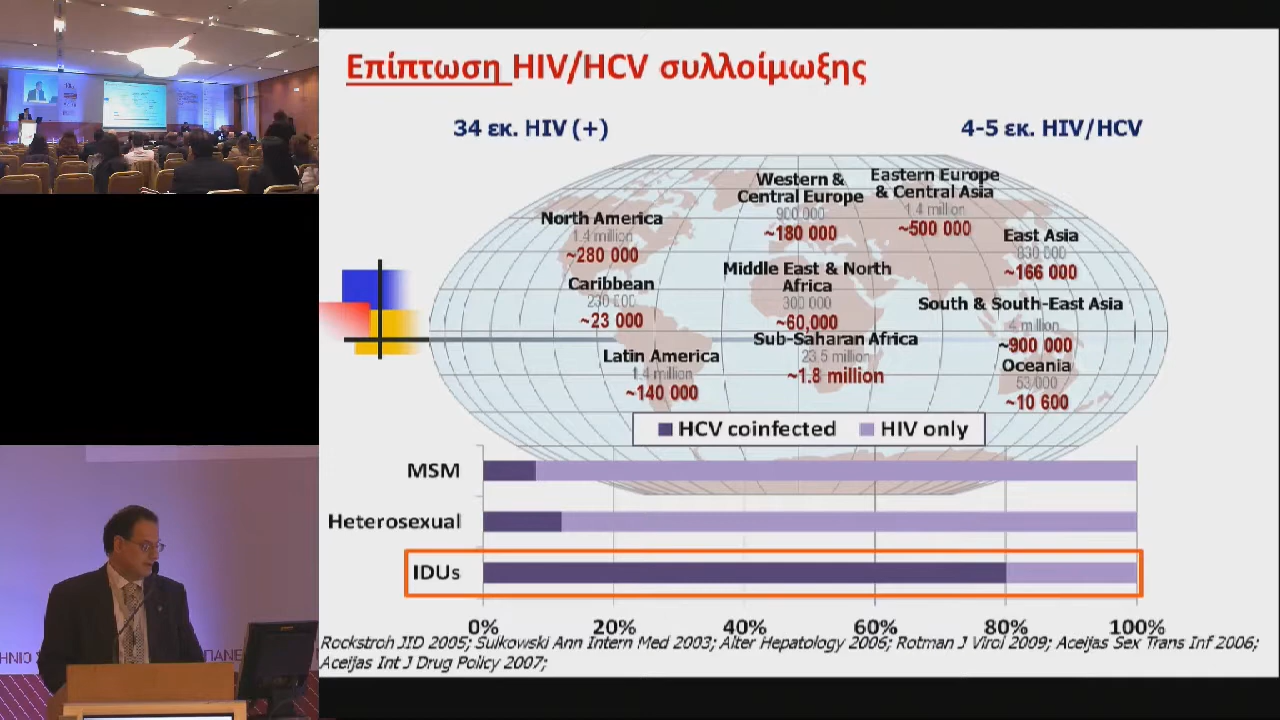 Επίπτωση HIV/HCV συλλοίμωξης
34 εκ. HIV (+)
4-5 εκ. HIV/HCV
Western &
Central Europe
900 000
~180 000
Eastern Europe
& Central Asia
1.4 million
~500 000
North America
1.4 million
~280 000
East Asia
830 000
~166 000
Caribbean
230 000
~23 000
Middle East & North
Africa
300 000
~60,000
South & South-East Asia
4 million
~900 000
Sub-Saharan Africa
23.5 million
~1.8 million
Latin America
1.4 million
~140 000
Oceania
53,000
~10 600
HCV coinfected
HIV only
MSM
Heterosexual
IDUs
0% 20% 40% 60% 80% 100%
Rockstroh JID 2005; Sulkowski Ann Intern Med 2003; Alter Hepatology 2006; Rotman J Virol 2009; Aceijas Sex Trans Inf 2006;
Aceijas Int J Drug Policy 2007;